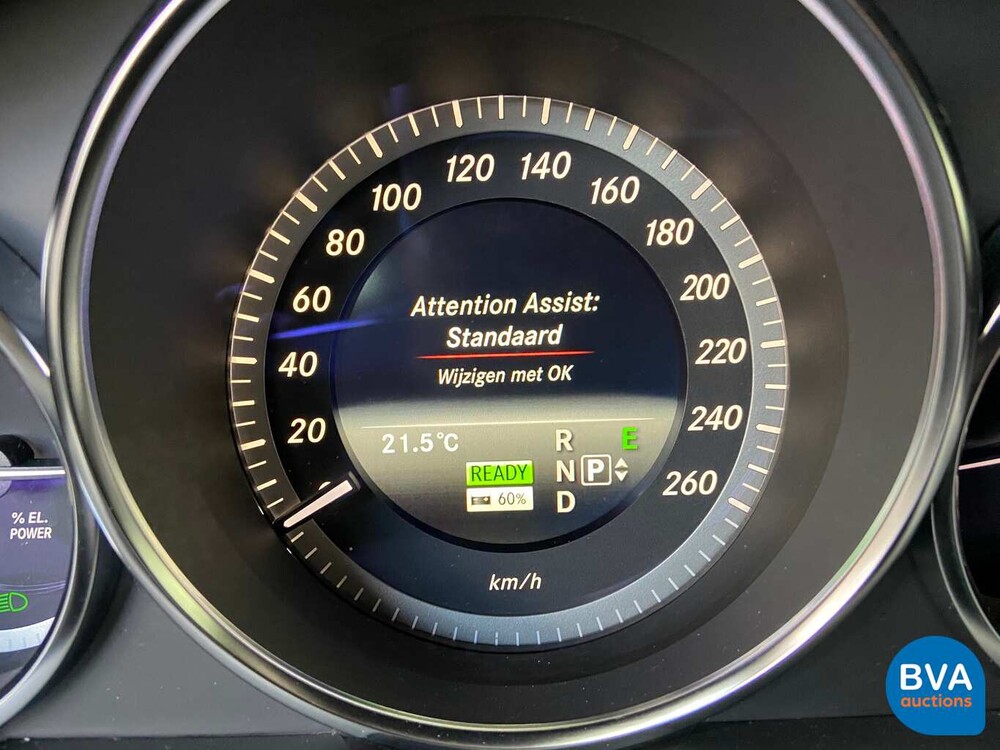 120 140
100 160
80 180
60 200
40 220
20 240
260
Attention Assist:
Standaard
Wijzigen met OK
21.5°C
R E
READY N P
60% D
km/h
% EL.
POWER
BVA
auctions